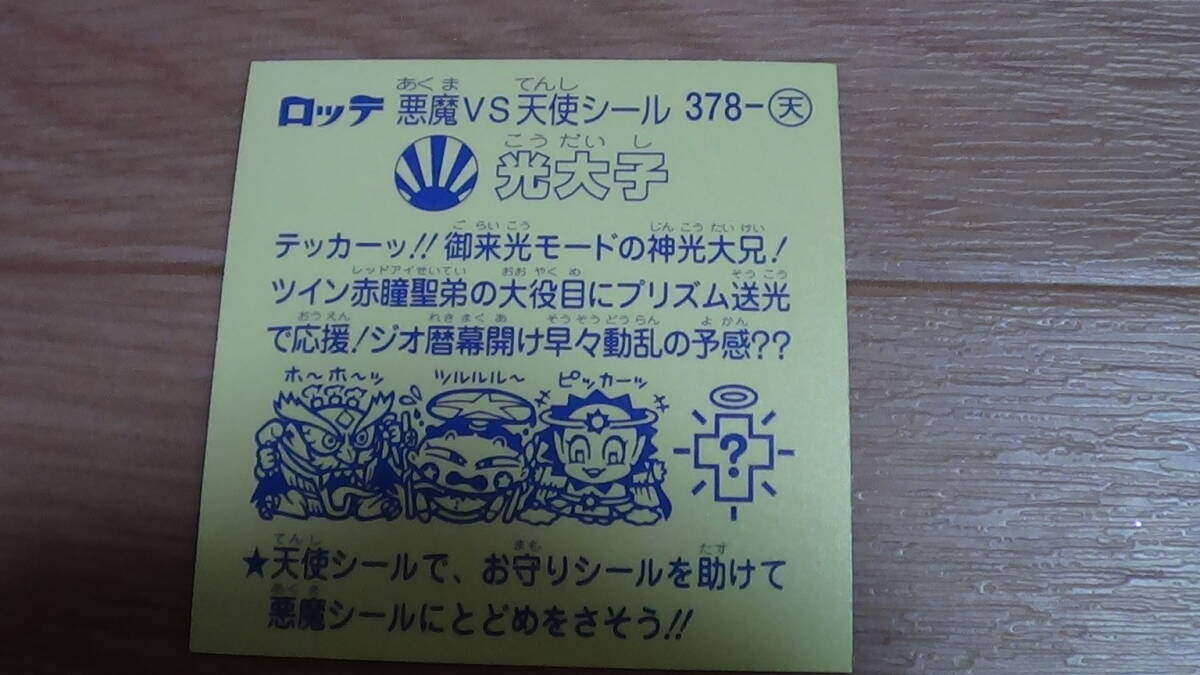 ロッテ 悪魔VS天使シール 378-天
あくま てんし
光大子
こうだいし
テッカーッ!! 御来光モードの神光大兄!
ごらいこう じんこうたいけい
ツイン赤瞳聖弟の大役目にプリズム送光
レッドアイせいてい おおやくめ そうこう
で応援!ジオ暦幕開け早々動乱の予感??
おうえん れきまくあ そうそうどうらん よかん
ホ〜ホ〜ッ ツルルル〜 ピッカーッ
?
★天使シールで、お守りシールを助けて
てんし まも たす
悪魔シールにとどめをさそう!!
あくま